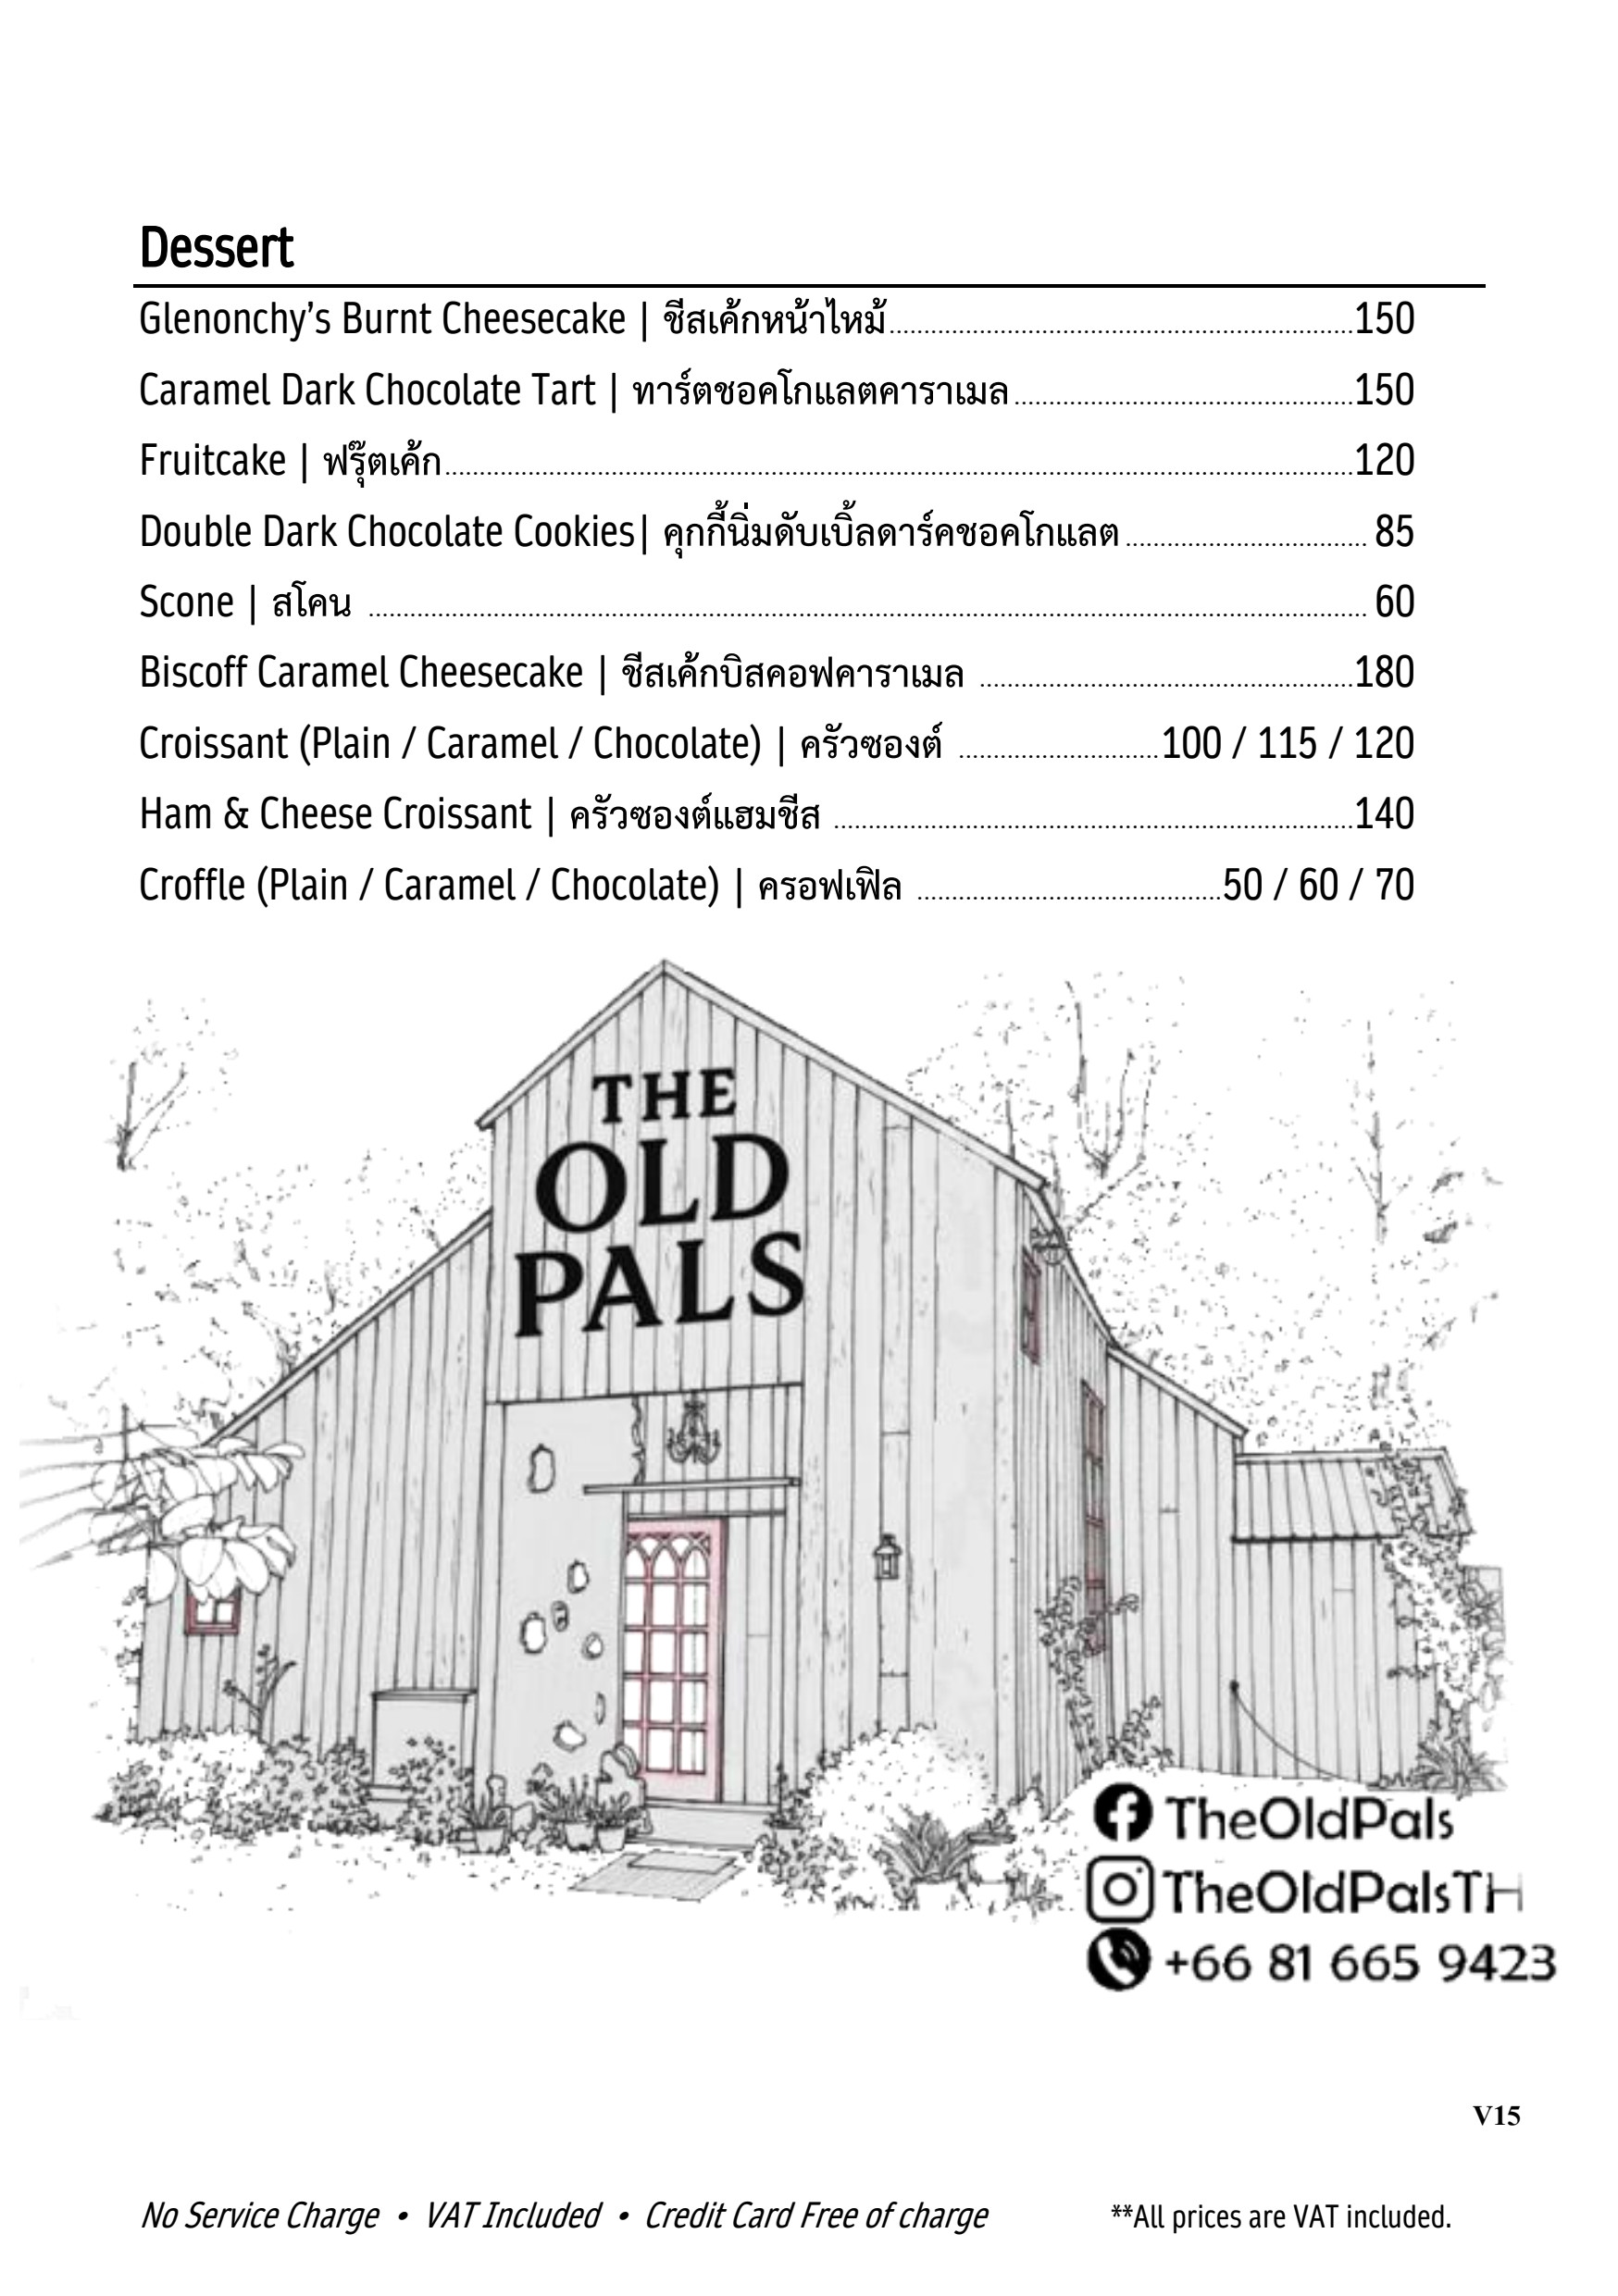 Dessert
Glenonchy’s Burnt Cheesecake | ชีสเค้กหน้าไหม้ 150
Caramel Dark Chocolate Tart | ทาร์ตชอคโกแลตคาราเมล 150
Fruitcake | ฟรุ๊ตเค้ก 120
Double Dark Chocolate Cookies| คุกกี้นิ่มดับเบิ้ลดาร์คชอคโกแลต 85
Scone | สโคน 60
Biscoff Caramel Cheesecake | ชีสเค้กบิสคอฟคาราเมล 180
Croissant (Plain / Caramel / Chocolate) | ครัวซองต์ 100 / 115 / 120
Ham & Cheese Croissant | ครัวซองต์แฮมชีส 140
Croffle (Plain / Caramel / Chocolate) | ครอฟเฟิล 50 / 60 / 70
THE
OLD
PALS
TheOldPals
TheOldPalsTH
+66 81 665 9423
V15
No Service Charge • VAT Included • Credit Card Free of charge
**All prices are VAT included.